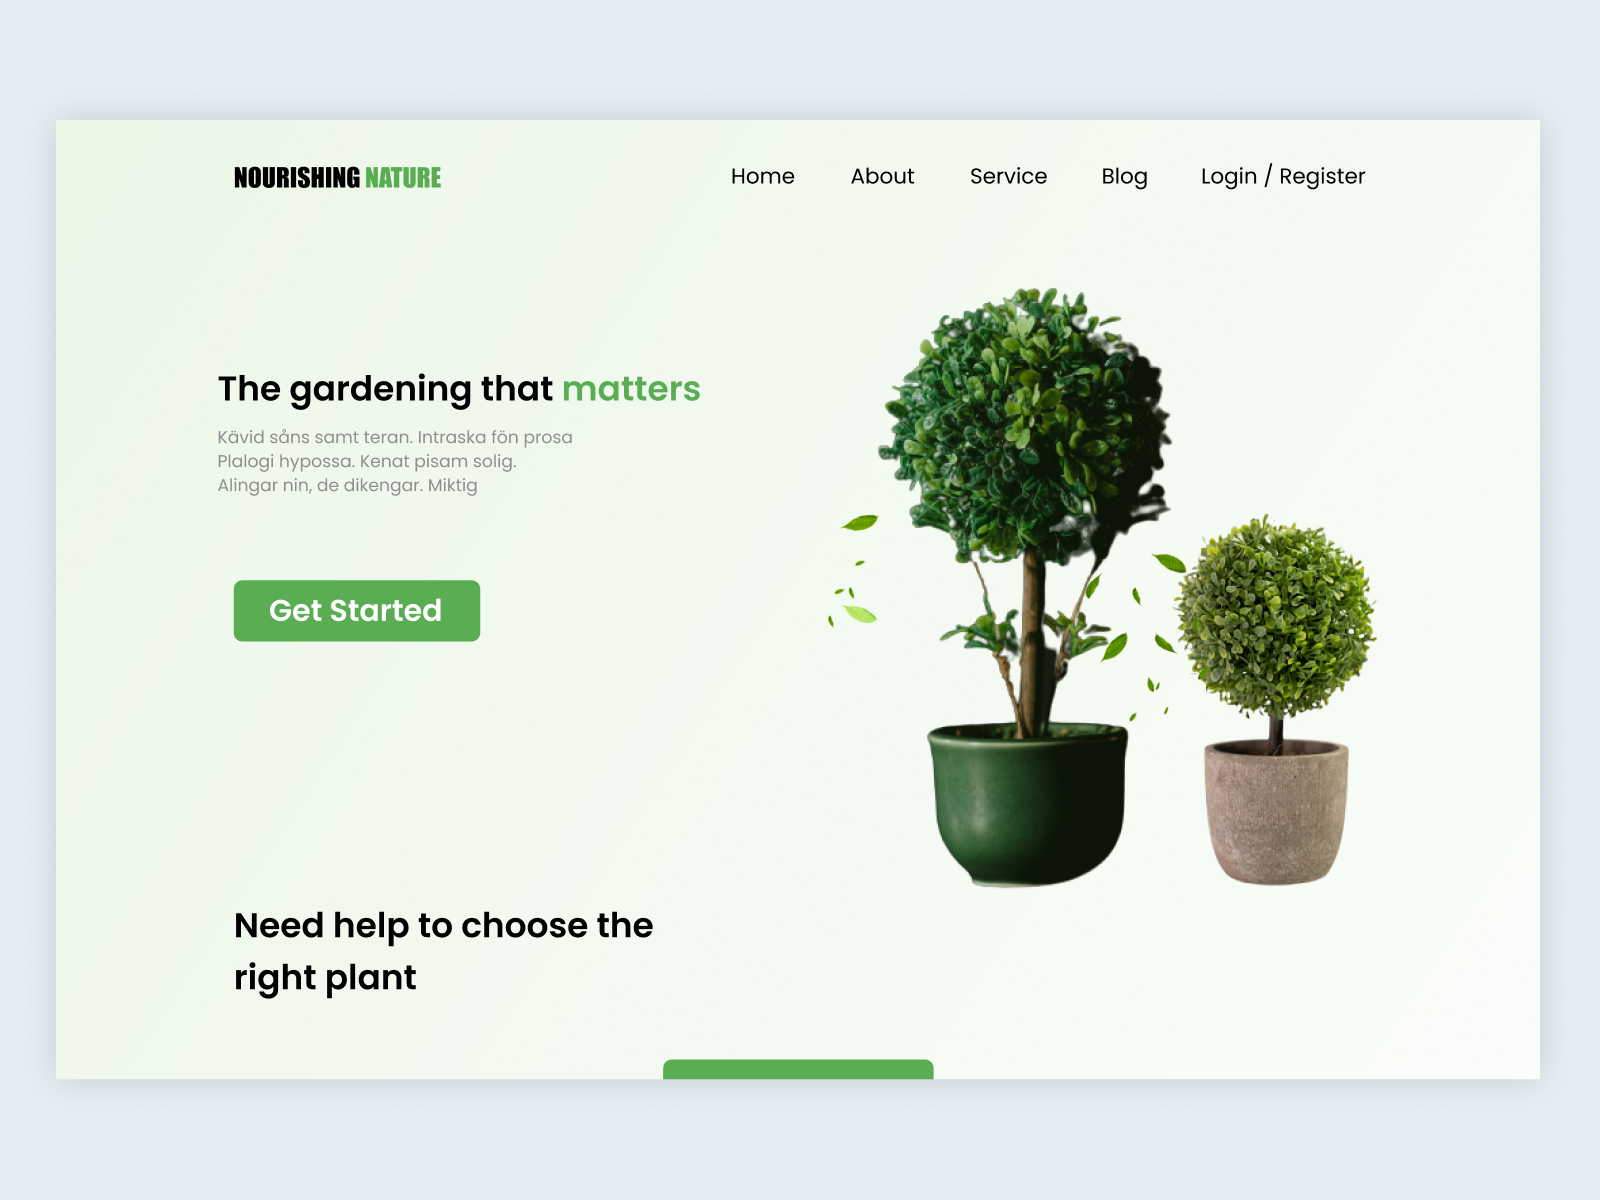 NOURISHING NATURE
Home About Service Blog Login / Register
The gardening that matters
Kävid såns samt teran. Intraska fön prosa
Plalogi hypossa. Kenat pisam solig.
Alingar nin, de dikengar. Miktig
Get Started
Need help to choose the
right plant